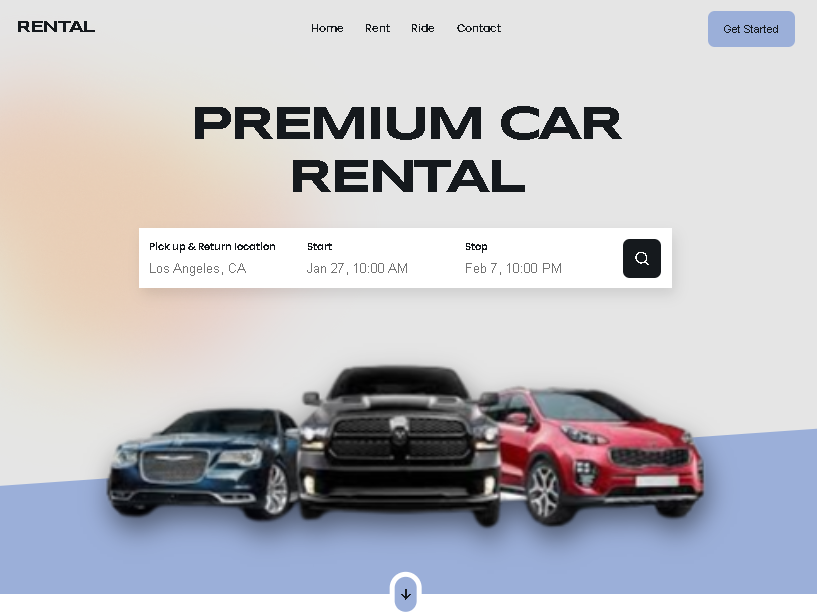 RENTAL
Home Rent Ride Contact
Get Started
PREMIUM CAR
RENTAL
Pick up & Return location Start Stop
Los Angeles, CA Jan 27, 10:00 AM Feb 7, 10:00 PM